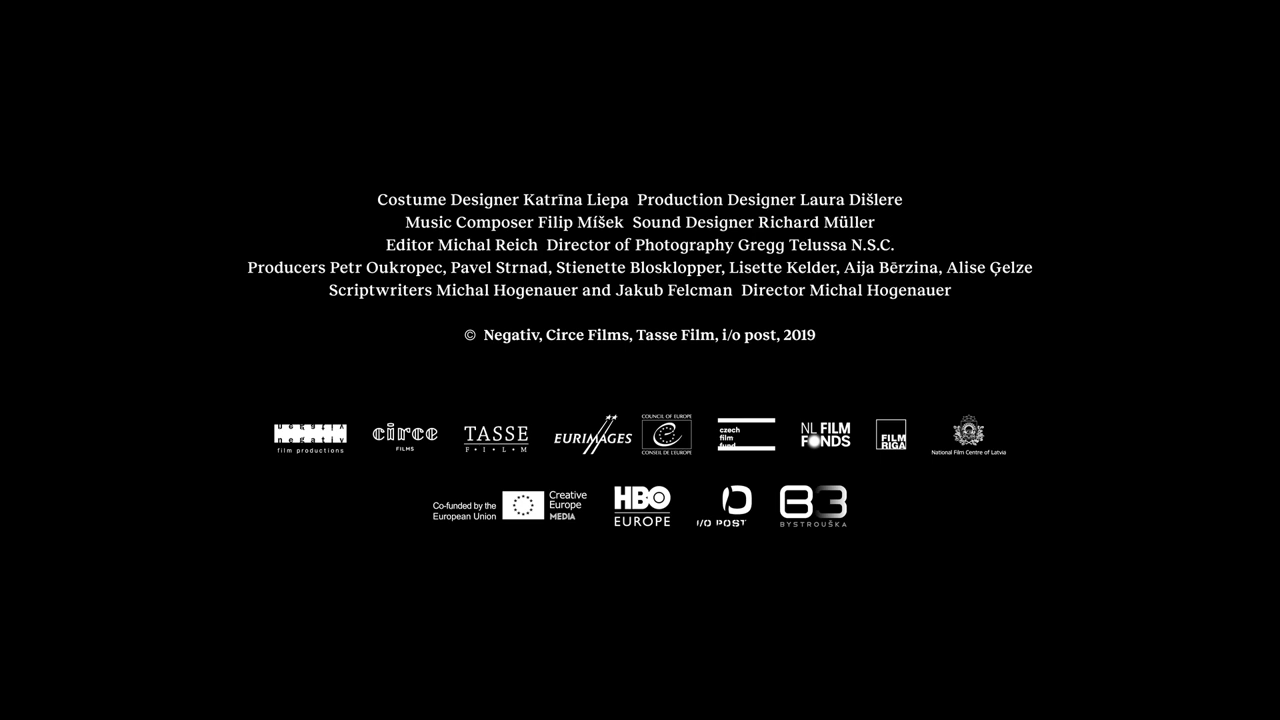 Costume Designer Katrīna Liepa  Production Designer Laura Dišlere
Music Composer Filip Míšek  Sound Designer Richard Müller
Editor Michal Reich  Director of Photography Gregg Telussa N.S.C.
Producers Petr Oukropec, Pavel Strnad, Stienette Blosklopper, Lisette Kelder, Aija Bērzina, Alise Ģelze
Scriptwriters Michal Hogenauer and Jakub Felcman  Director Michal Hogenauer
© Negativ, Circe Films, Tasse Film, i/o post, 2019
negativ
film productions
circe
FILMS
TASSE
F•I•L•M
EURIMAGES
COUNCIL OF EUROPE
CONSEIL DE L'EUROPE
czech
film
fund
NL FILM
FONDS
FILM
RIGA
National Film Centre of Latvia
Co-funded by the
European Union
Creative
Europe
MEDIA
HBO
EUROPE
I/O POST
B3
BYSTROUŠKA